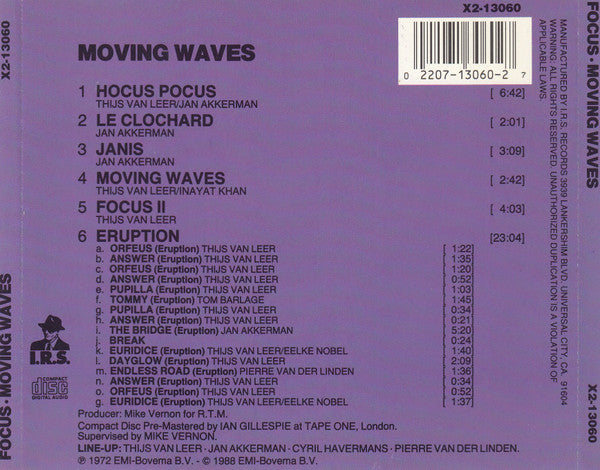 X2-13060
X2-13060
MOVING WAVES
0 2207-13060-2 7
1 HOCUS POCUS [ 6:42]
THIJS VAN LEER/JAN AKKERMAN
2 LE CLOCHARD [ 2:01]
JAN AKKERMAN
3 JANIS [ 3:09]
JAN AKKERMAN
4 MOVING WAVES [ 2:42]
THIJS VAN LEER/INAYAT KHAN
5 FOCUS II [ 4:03]
THIJS VAN LEER
6 ERUPTION [23:04]
a. ORFEUS (Eruption) THIJS VAN LEER [ 1:22]
b. ANSWER (Eruption) THIJS VAN LEER [ 1:35]
c. ORFEUS (Eruption) THIJS VAN LEER [ 1:20]
d. ANSWER (Eruption) THIJS VAN LEER [ 0:52]
e. PUPILLA (Eruption) THIJS VAN LEER [ 1:03]
f. TOMMY (Eruption) TOM BARLAGE [ 1:45]
g. PUPILLA (Eruption) THIJS VAN LEER [ 0:34]
h. ANSWER (Eruption) THIJS VAN LEER [ 0:21]
i. THE BRIDGE (Eruption) JAN AKKERMAN [ 5:20]
j. BREAK [ 0:24]
k. EURIDICE (Eruption) THIJS VAN LEER/EELKE NOBEL [ 1:40]
l. DAYGLOW (Eruption) THIJS VAN LEER [ 2:09]
m. ENDLESS ROAD (Eruption) PIERRE VAN DER LINDEN [ 1:36]
n. ANSWER (Eruption) THIJS VAN LEER [ 0:34]
o. ORFEUS (Eruption) THIJS VAN LEER [ 0:52]
g. EURIDICE (Eruption) THIJS VAN LEER/EELKE NOBEL [ 1:37]
Producer: Mike Vernon for R.T.M.
Compact Disc Pre-Mastered by IAN GILLESPIE at TAPE ONE, London.
Supervised by MIKE VERNON.
LINE-UP: THIJS VAN LEER · JAN AKKERMAN · CYRIL HAVERMANS · PIERRE VAN DER LINDEN.
℗ 1972 EMI-Bovema B.V. · © 1988 EMI-Bovema B.V.
I.R.S.
COMPACT
disc
DIGITAL AUDIO
FOCUS · MOVING WAVES
MANUFACTURED BY I.R.S. RECORDS 3939 LANKERSHIM BLVD. UNIVERSAL CITY, CA. 91604
WARNING: ALL RIGHTS RESERVED. UNAUTHORIZED DUPLICATION IS A VIOLATION OF
APPLICABLE LAWS.
FOCUS · MOVING WAVES
X2-13060